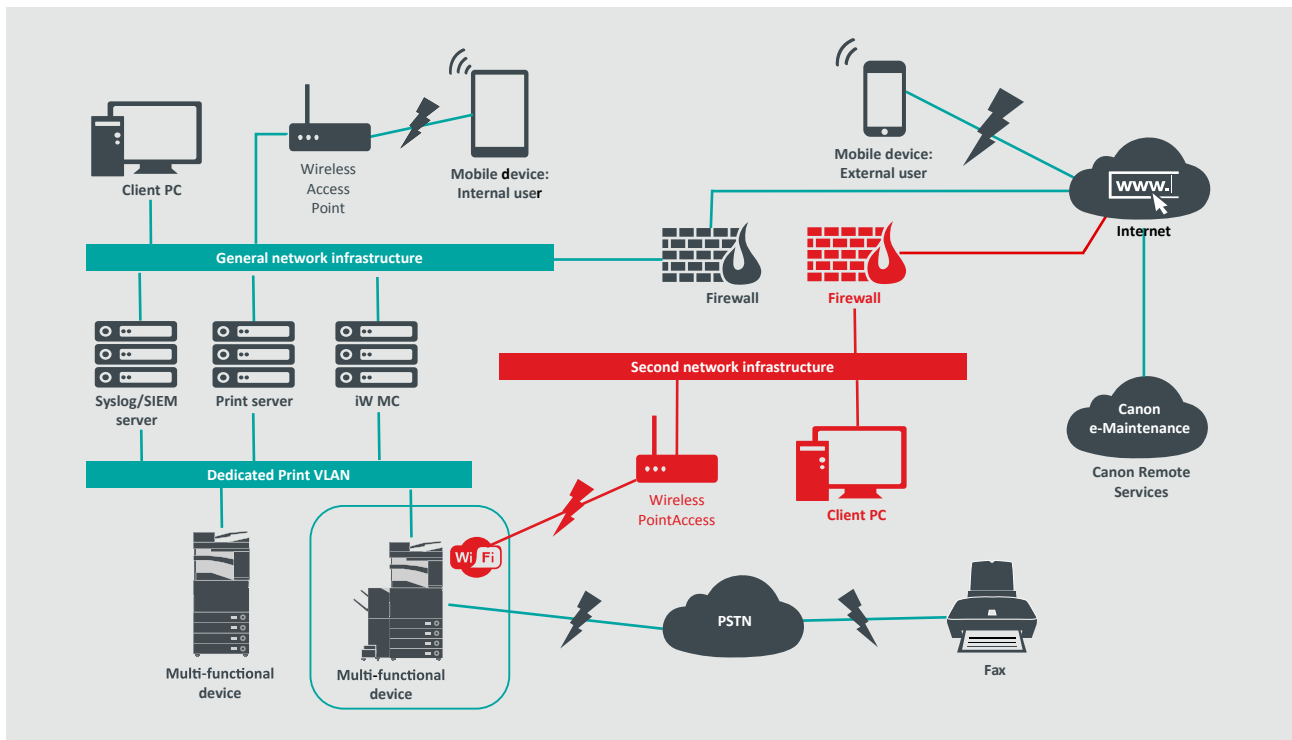 Client PC
Wireless
Access
Point
Mobile device:
Internal user
Mobile device:
External user
www.
Internet
General network infrastructure
Firewall
Firewall
Syslog/SIEM
server
Print server
iW MC
Second network infrastructure
Canon
e-Maintenance
Canon Remote
Services
Dedicated Print VLAN
Wireless
PointAccess
Client PC
Wi Fi
Multi-functional
device
Multi-functional
device
PSTN
Fax